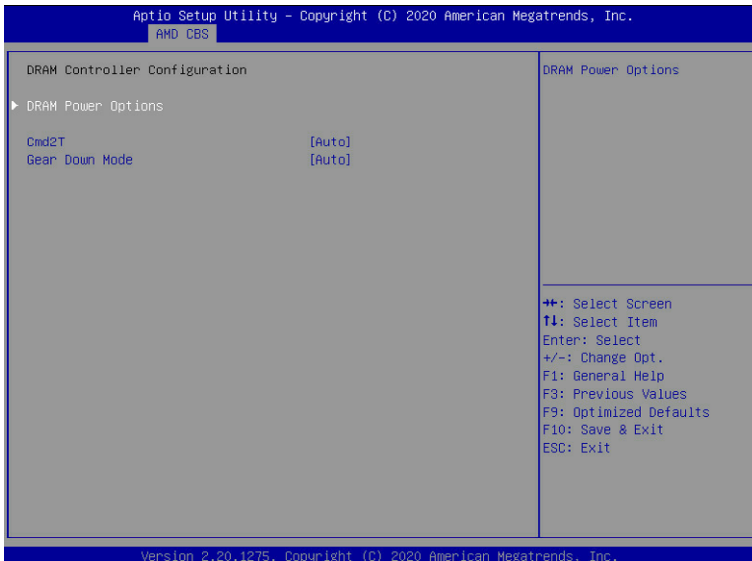 Aptio Setup Utility – Copyright (C) 2020 American Megatrends, Inc.
AMD CBS
DRAM Controller Configuration
DRAM Power Options
Cmd2T [Auto]
Gear Down Mode [Auto]
DRAM Power Options
→←: Select Screen
↑↓: Select Item
Enter: Select
+/-: Change Opt.
F1: General Help
F3: Previous Values
F9: Optimized Defaults
F10: Save & Exit
ESC: Exit
Version 2.20.1275. Copyright (C) 2020 American Megatrends, Inc.